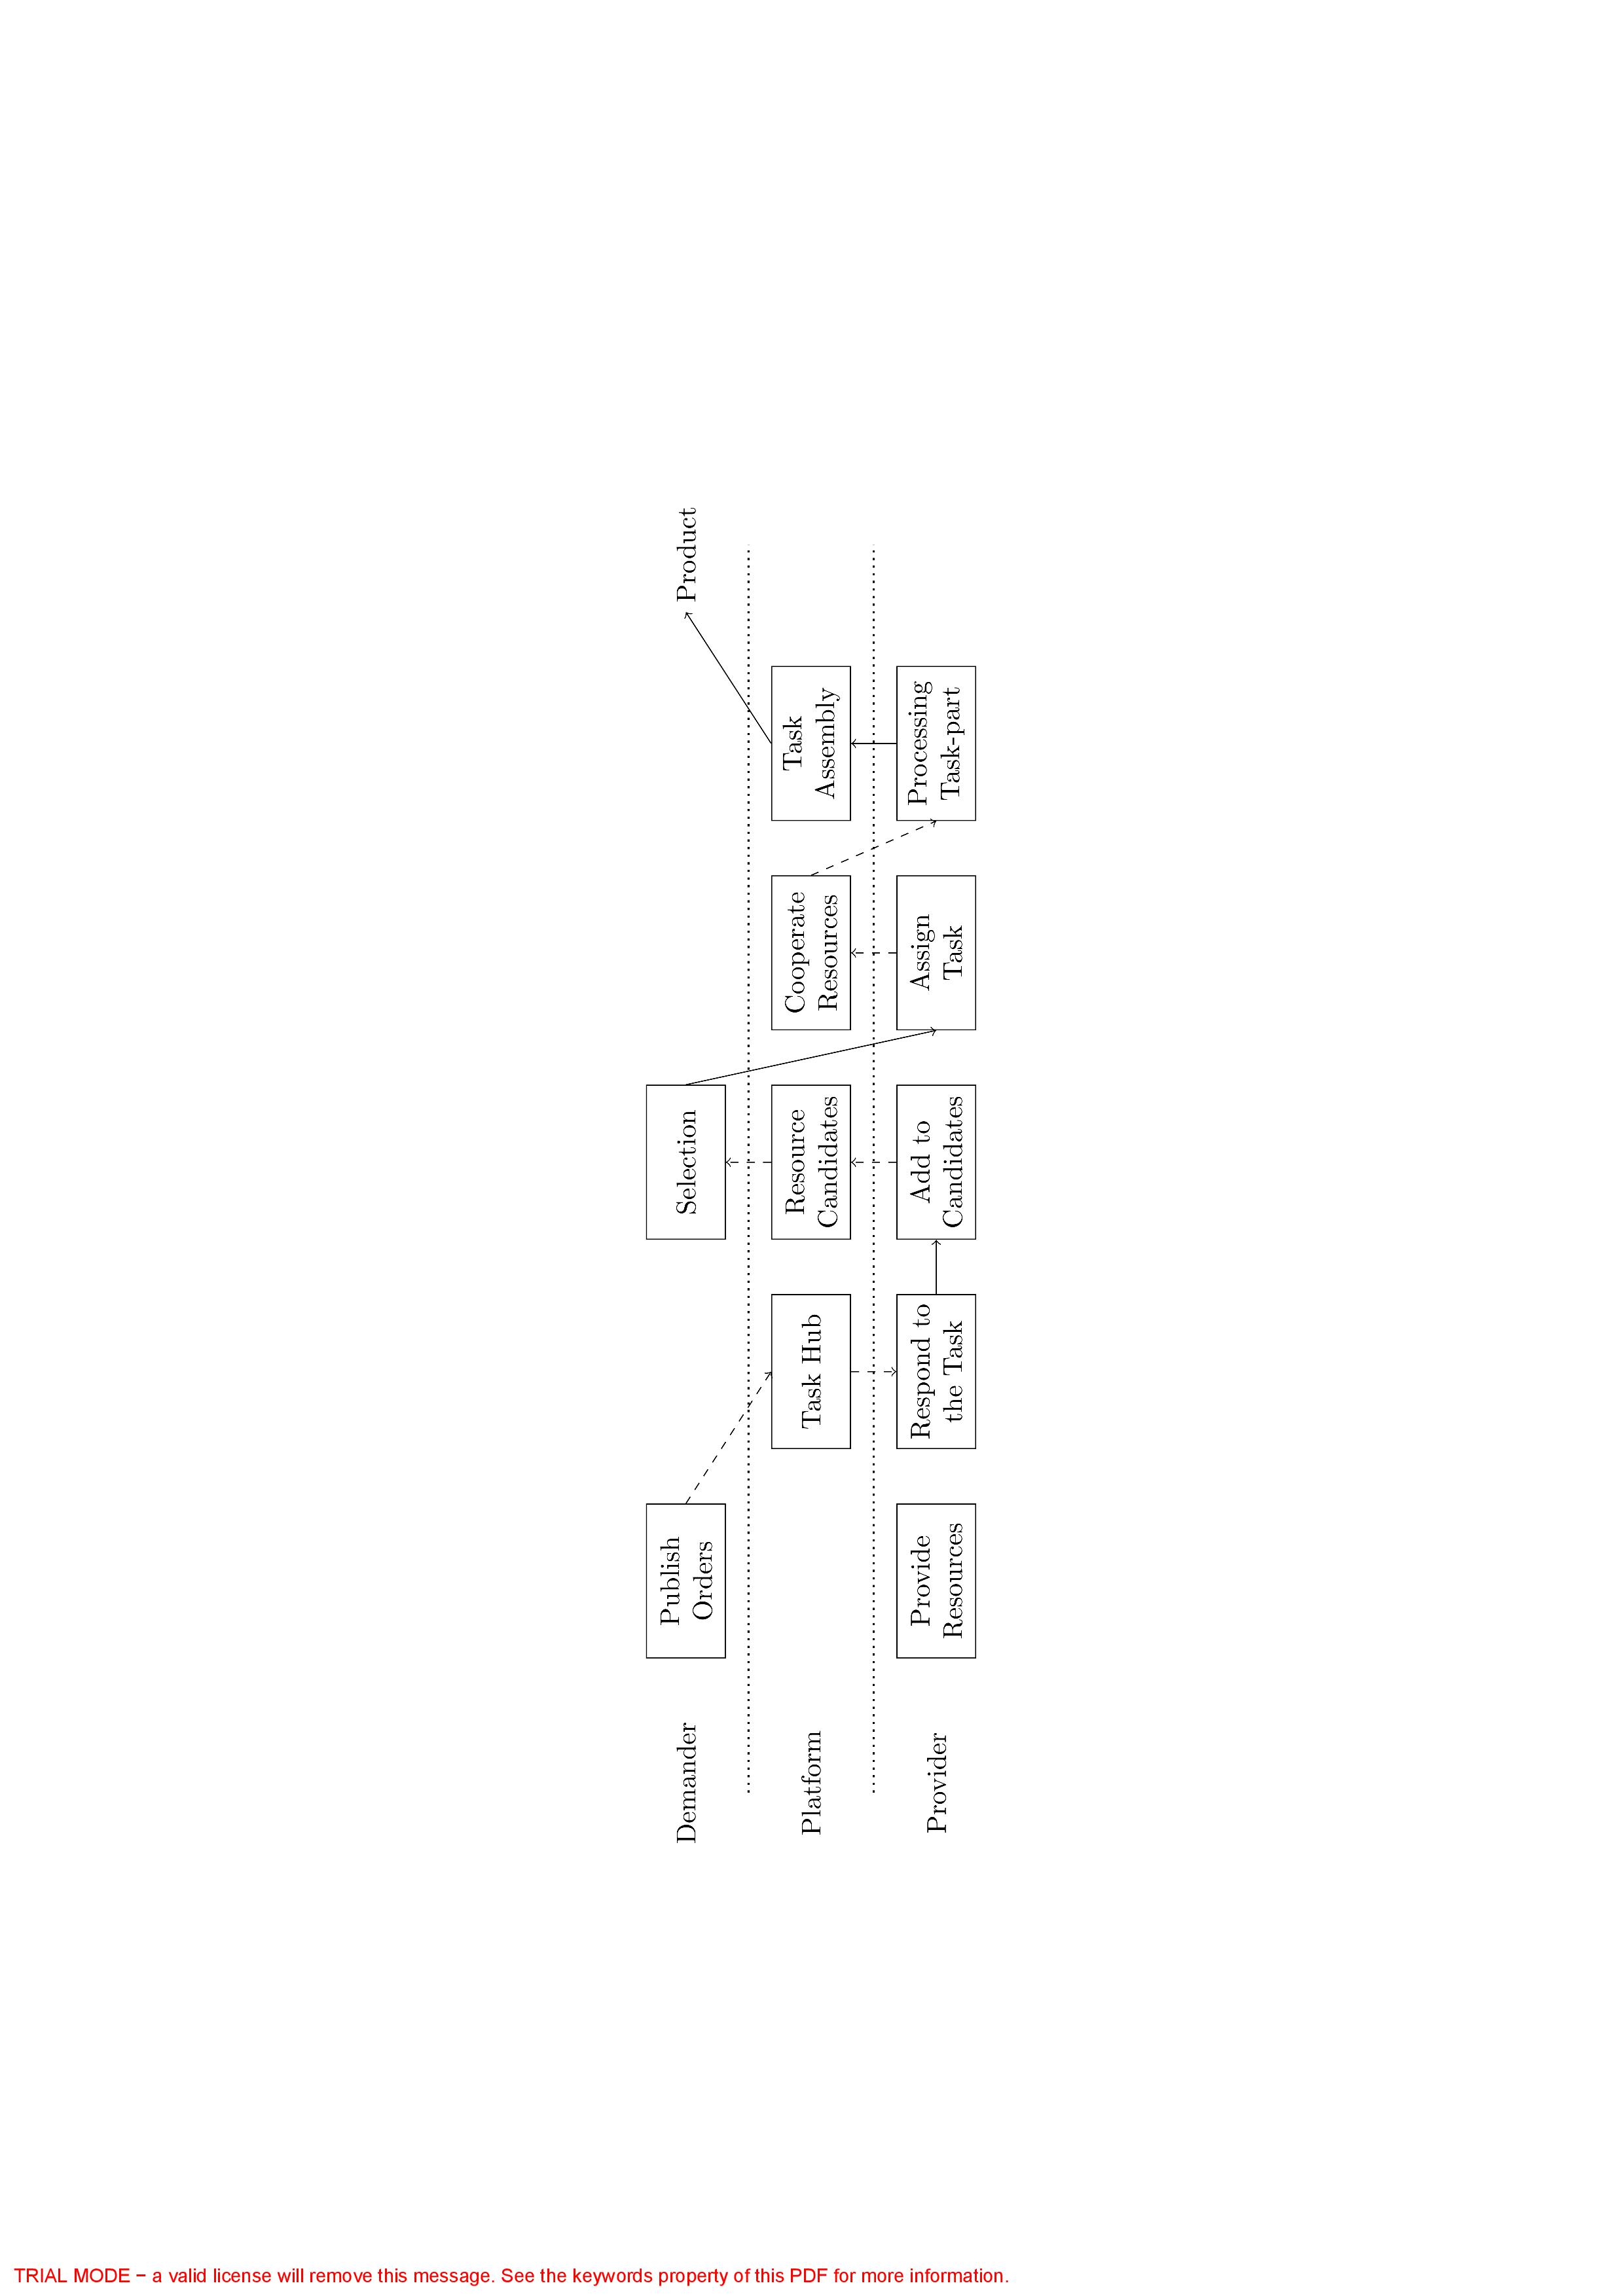 Demander
Publish
Orders
Selection
Product
Platform
Task Hub
Resource
Candidates
Cooperate
Resources
Task
Assembly
Provider
Provide
Resources
Respond to
the Task
Add to
Candidates
Assign
Task
Processing
Task-part
TRIAL MODE − a valid license will remove this message. See the keywords property of this PDF for more information.